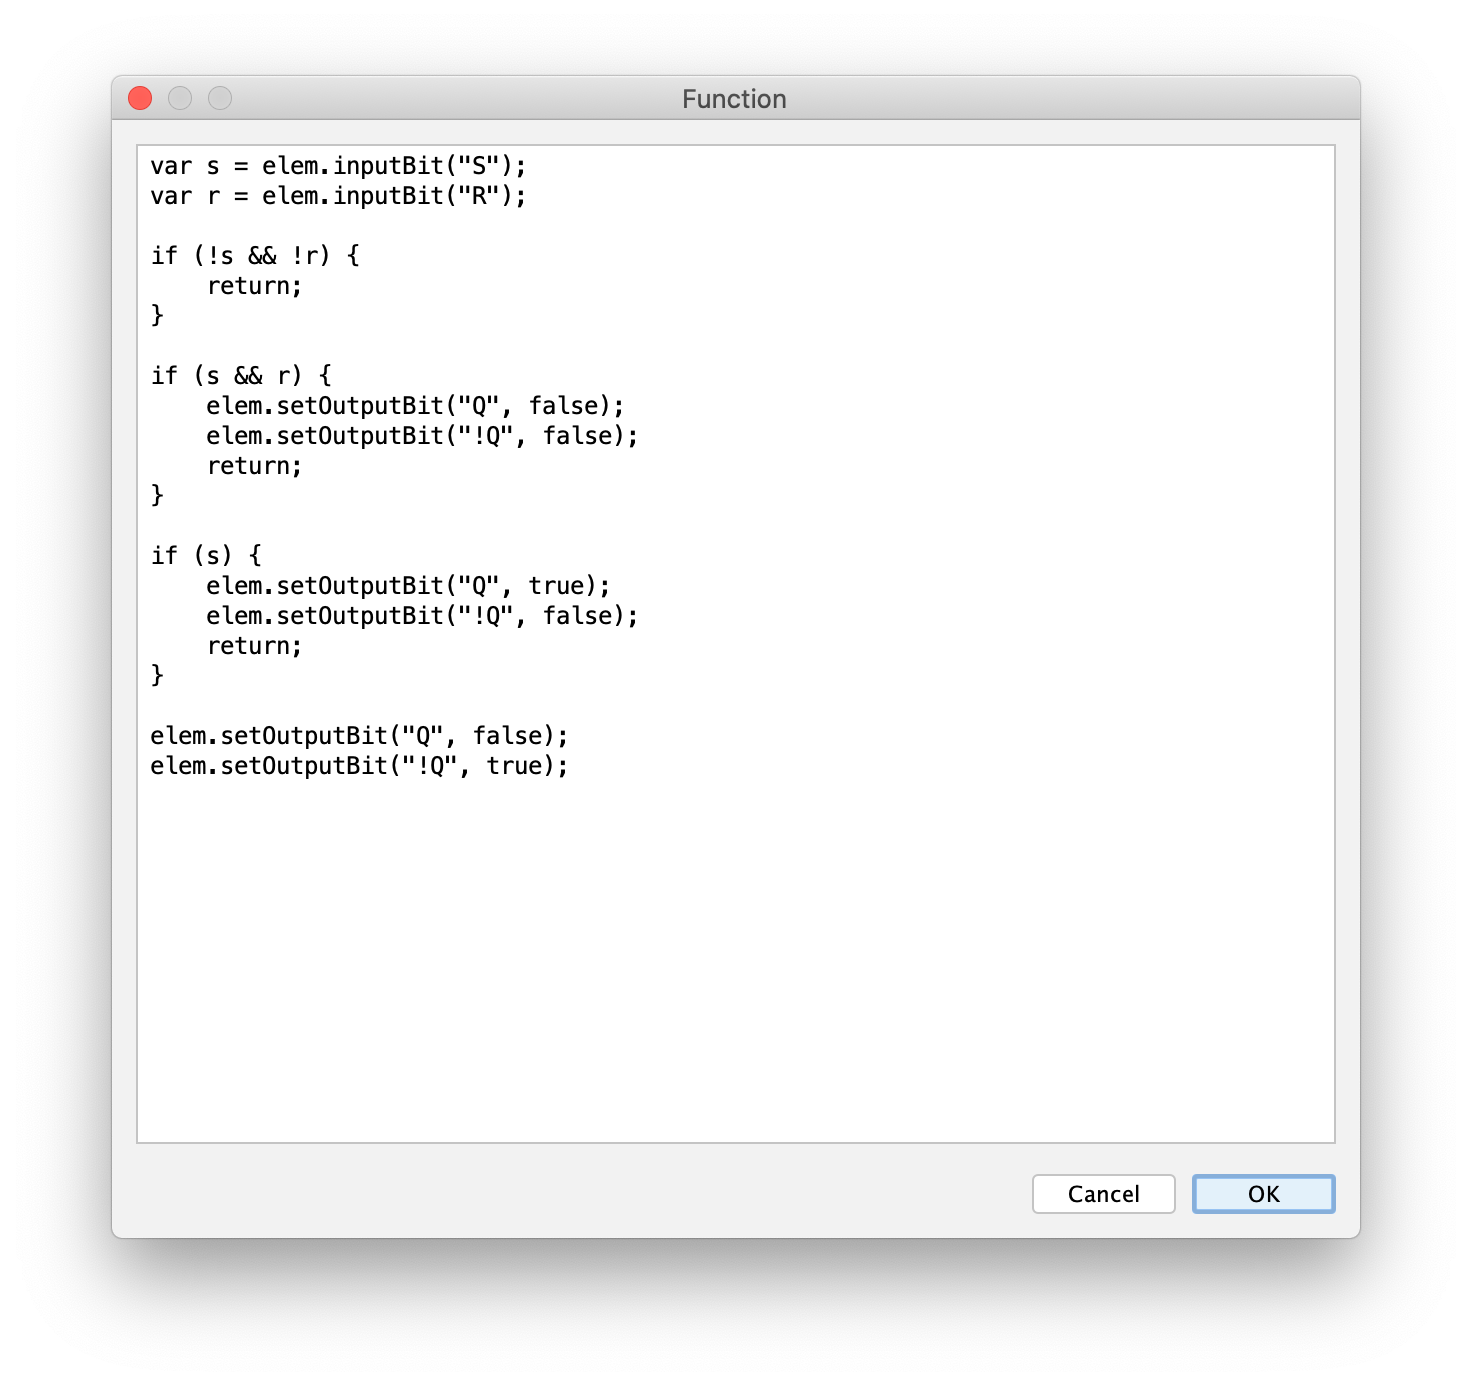 Function
var s = elem.inputBit("S");
var r = elem.inputBit("R");
if (!s && !r) {
    return;
}
if (s && r) {
    elem.setOutputBit("Q", false);
    elem.setOutputBit("!Q", false);
    return;
}
if (s) {
    elem.setOutputBit("Q", true);
    elem.setOutputBit("!Q", false);
    return;
}
elem.setOutputBit("Q", false);
elem.setOutputBit("!Q", true);
Cancel
OK